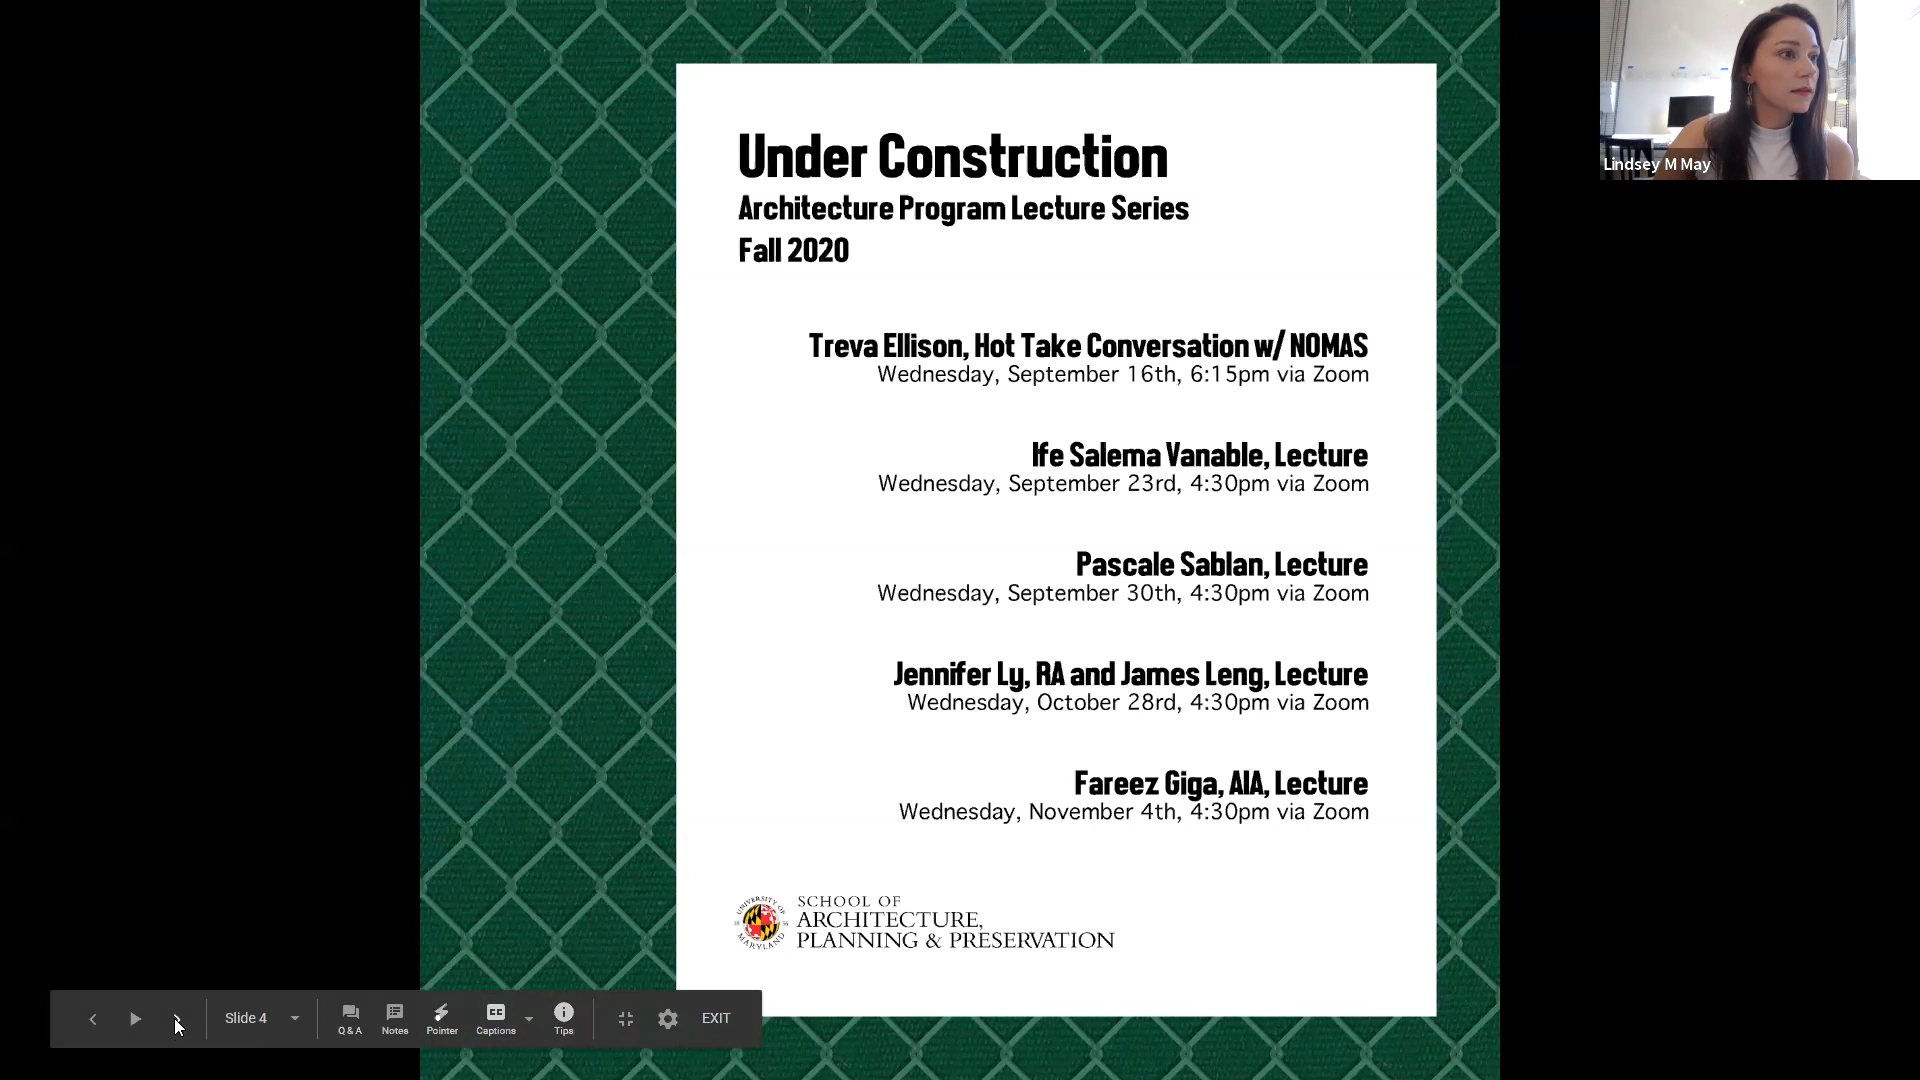 Under Construction
Architecture Program Lecture Series
Fall 2020
Treva Ellison, Hot Take Conversation w/ NOMAS
Wednesday, September 16th, 6:15pm via Zoom
Ife Salema Vanable, Lecture
Wednesday, September 23rd, 4:30pm via Zoom
Pascale Sablan, Lecture
Wednesday, September 30th, 4:30pm via Zoom
Jennifer Ly, RA and James Leng, Lecture
Wednesday, October 28rd, 4:30pm via Zoom
Fareez Giga, AIA, Lecture
Wednesday, November 4th, 4:30pm via Zoom
UNIVERSITY OF
MARYLAND
SCHOOL OF
ARCHITECTURE,
PLANNING & PRESERVATION
Lindsey M May
Slide 4
Q & A
Notes
Pointer
CC
Captions
Tips
EXIT